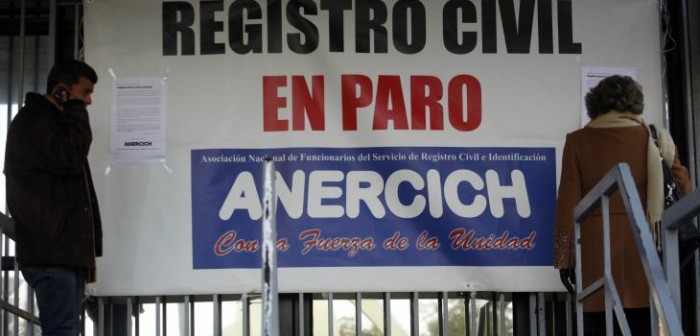 REGISTRO CIVIL
EN PARO
Asociación Nacional de Funcionarios del Servicio de Registro Civil e Identificación
ANERCICH
Con la Fuerza de la Unidad
ANERCICH